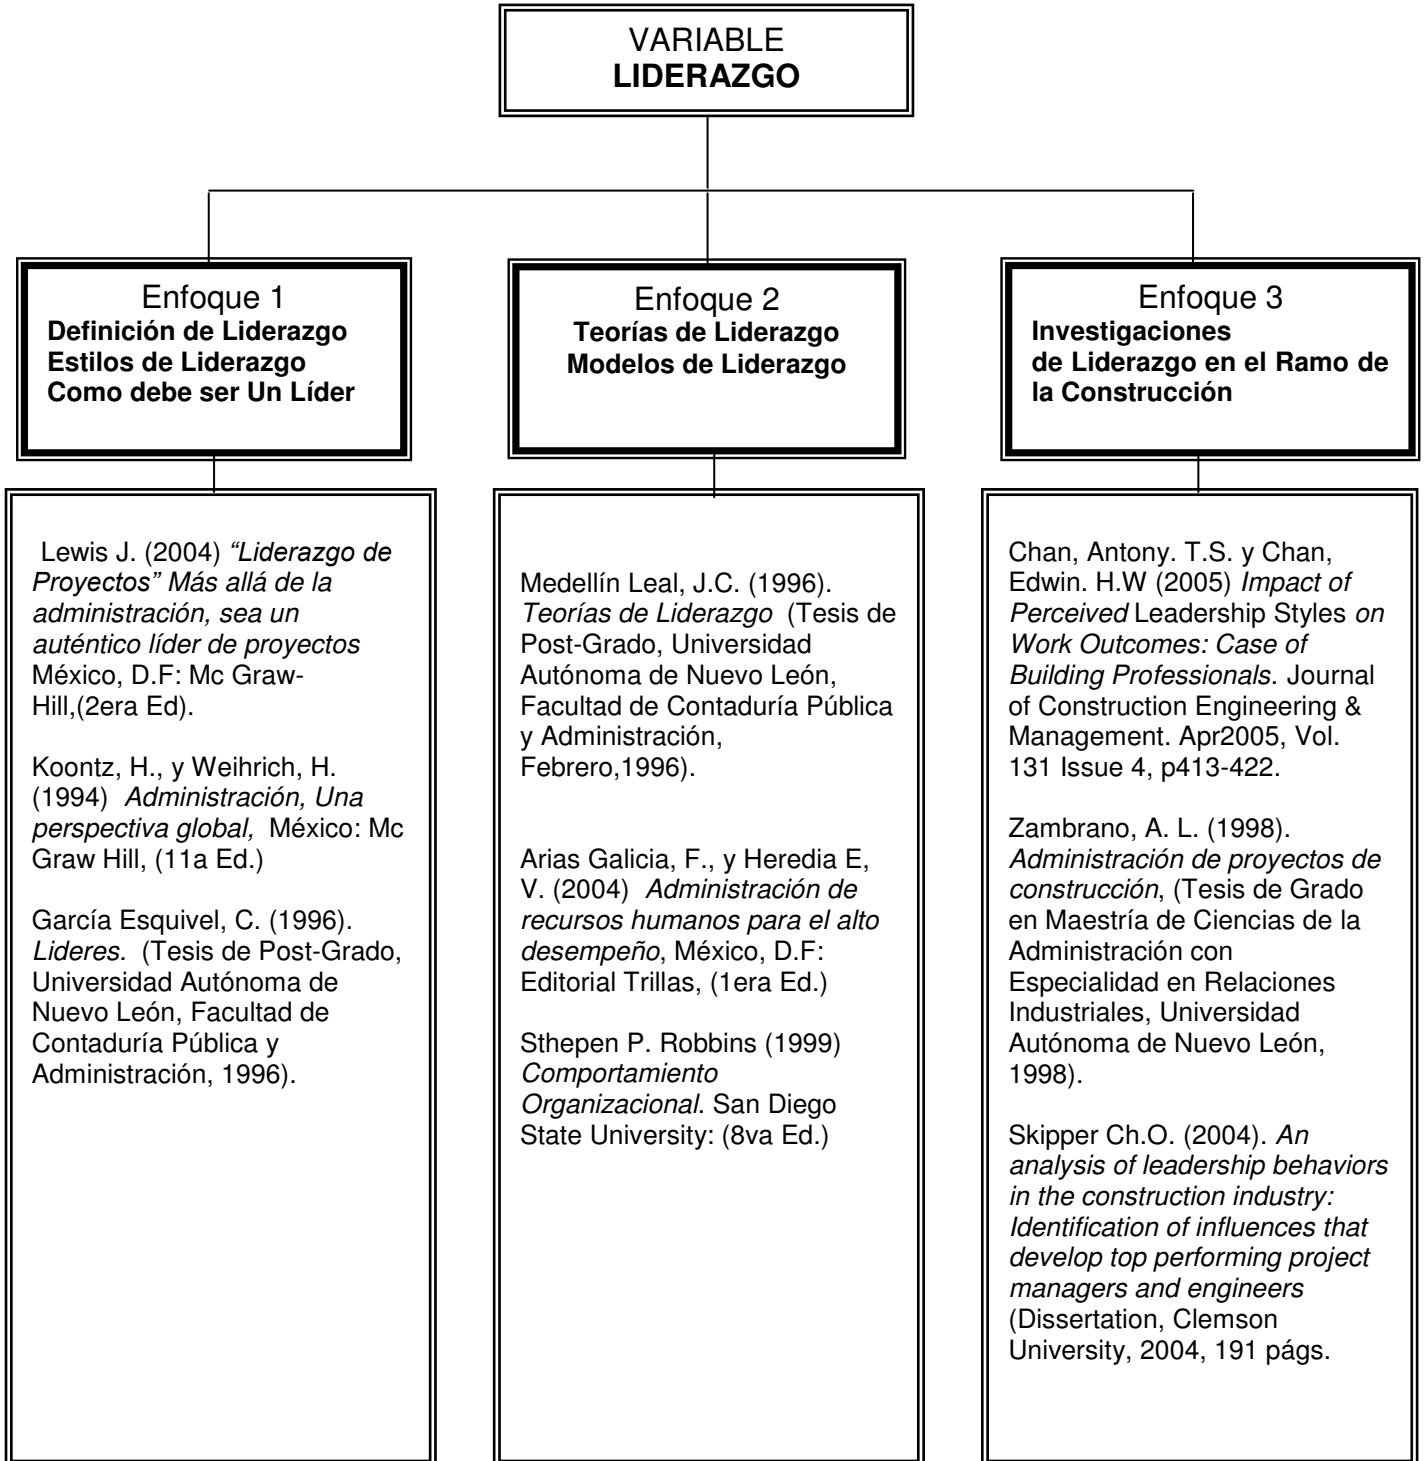 VARIABLE
LIDERAZGO
Enfoque 1
Definición de Liderazgo
Estilos de Liderazgo
Como debe ser Un Líder
Enfoque 2
Teorías de Liderazgo
Modelos de Liderazgo
Enfoque 3
Investigaciones
de Liderazgo en el Ramo de
la Construcción
Lewis J. (2004) “Liderazgo de
Proyectos” Más allá de la
administración, sea un
auténtico líder de proyectos
México, D.F: Mc Graw-
Hill,(2era Ed).
Koontz, H., y Weihrich, H.
(1994) Administración, Una
perspectiva global, México: Mc
Graw Hill, (11a Ed.)
García Esquivel, C. (1996).
Lideres. (Tesis de Post-Grado,
Universidad Autónoma de
Nuevo León, Facultad de
Contaduría Pública y
Administración, 1996).
Medellín Leal, J.C. (1996).
Teorías de Liderazgo (Tesis de
Post-Grado, Universidad
Autónoma de Nuevo León,
Facultad de Contaduría Pública
y Administración,
Febrero,1996).
Arias Galicia, F., y Heredia E,
V. (2004) Administración de
recursos humanos para el alto
desempeño, México, D.F:
Editorial Trillas, (1era Ed.)
Sthepen P. Robbins (1999)
Comportamiento
Organizacional. San Diego
State University: (8va Ed.)
Chan, Antony. T.S. y Chan,
Edwin. H.W (2005) Impact of
Perceived Leadership Styles on
Work Outcomes: Case of
Building Professionals. Journal
of Construction Engineering &
Management. Apr2005, Vol.
131 Issue 4, p413-422.
Zambrano, A. L. (1998).
Administración de proyectos de
construcción, (Tesis de Grado
en Maestría de Ciencias de la
Administración con
Especialidad en Relaciones
Industriales, Universidad
Autónoma de Nuevo León,
1998).
Skipper Ch.O. (2004). An
analysis of leadership behaviors
in the construction industry:
Identification of influences that
develop top performing project
managers and engineers
(Dissertation, Clemson
University, 2004, 191 págs.